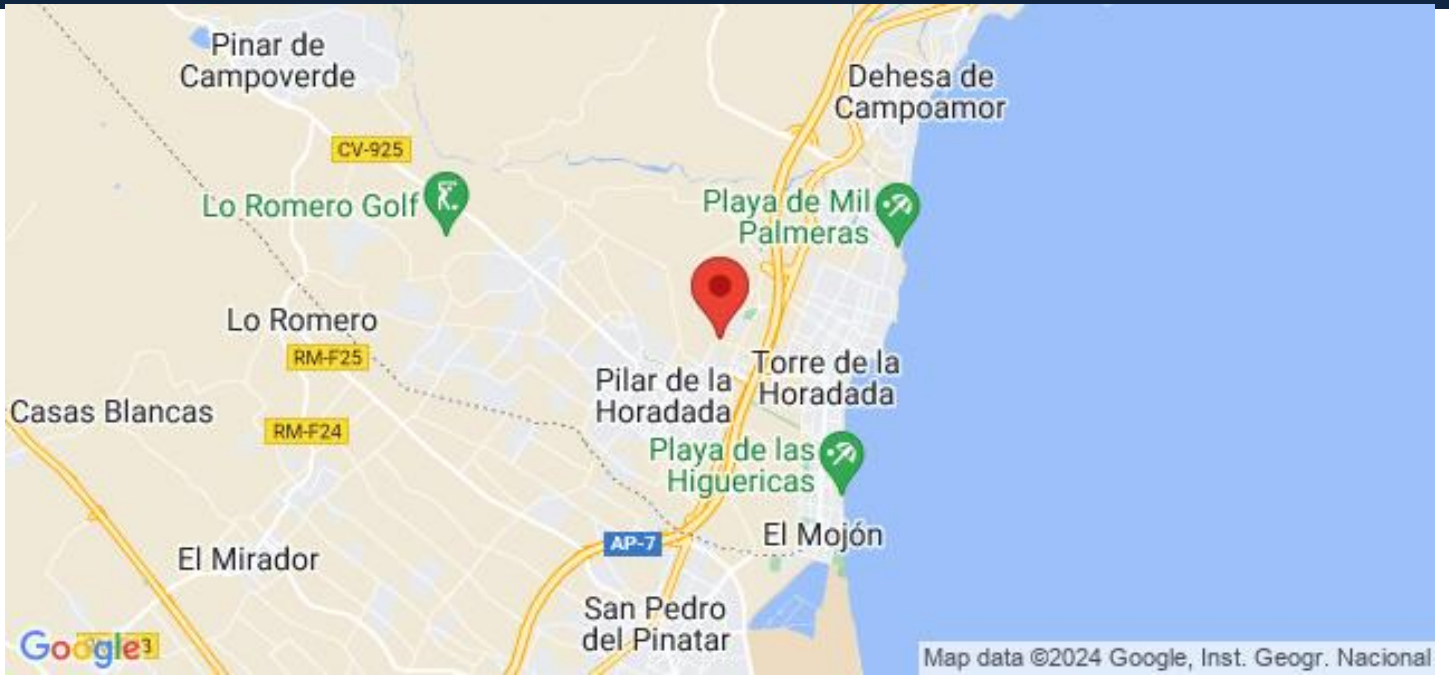 Pinar de
Campoverde
Dehesa de
Campoamor
CV-925
Lo Romero Golf
Playa de Mil
Palmeras
Lo Romero
RM-F25
Torre de la
Horadada
Pilar de la
Horadada
Casas Blancas
RM-F24
Playa de las
Higuericas
El Mojón
AP-7
El Mirador
San Pedro
del Pinatar
Google
Map data ©2024 Google, Inst. Geogr. Nacional